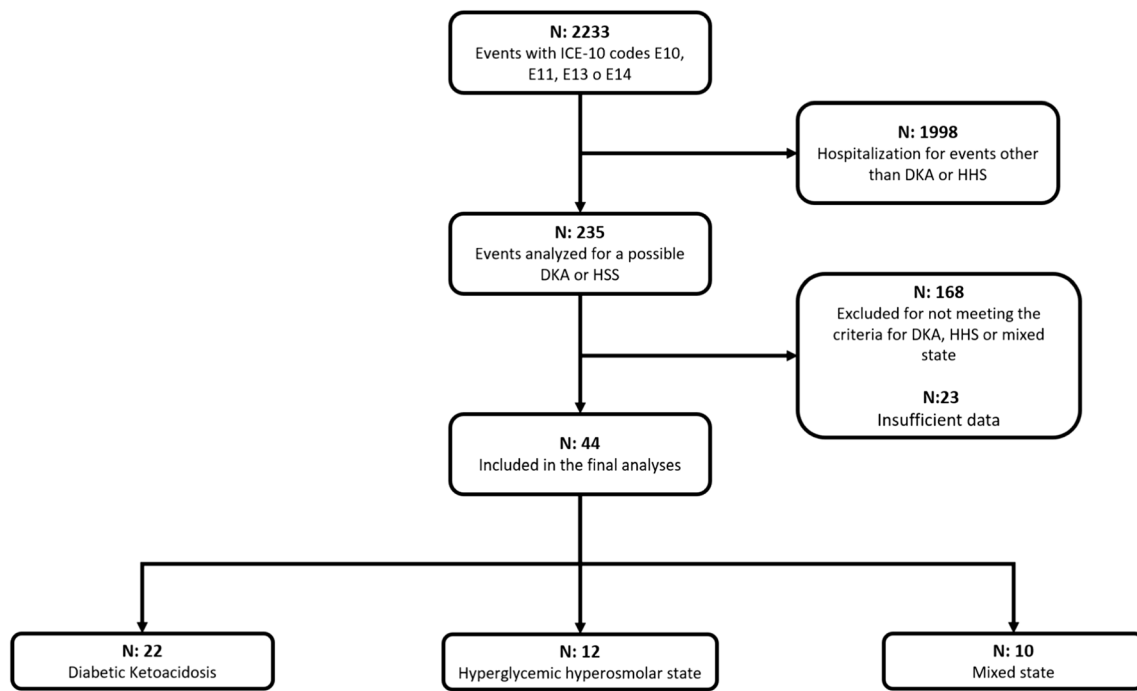 N: 2233
Events with ICE-10 codes E10,
E11, E13 o E14
N: 1998
Hospitalization for events other
than DKA or HHS
N: 235
Events analyzed for a possible
DKA or HSS
N: 168
Excluded for not meeting the
criteria for DKA, HHS or mixed
state
N:23
Insufficient data
N: 44
Included in the final analyses
N: 22
Diabetic Ketoacidosis
N: 12
Hyperglycemic hyperosmolar state
N: 10
Mixed state